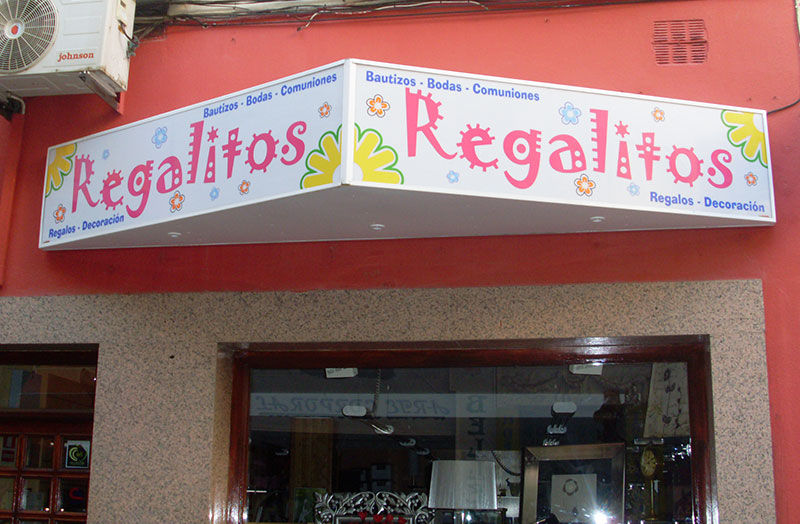 johnson
Bautizos - Bodas - Comuniones
Regalitos
Regalos - Decoración
Bautizos - Bodas - Comuniones
Regalitos
Regalos - Decoración